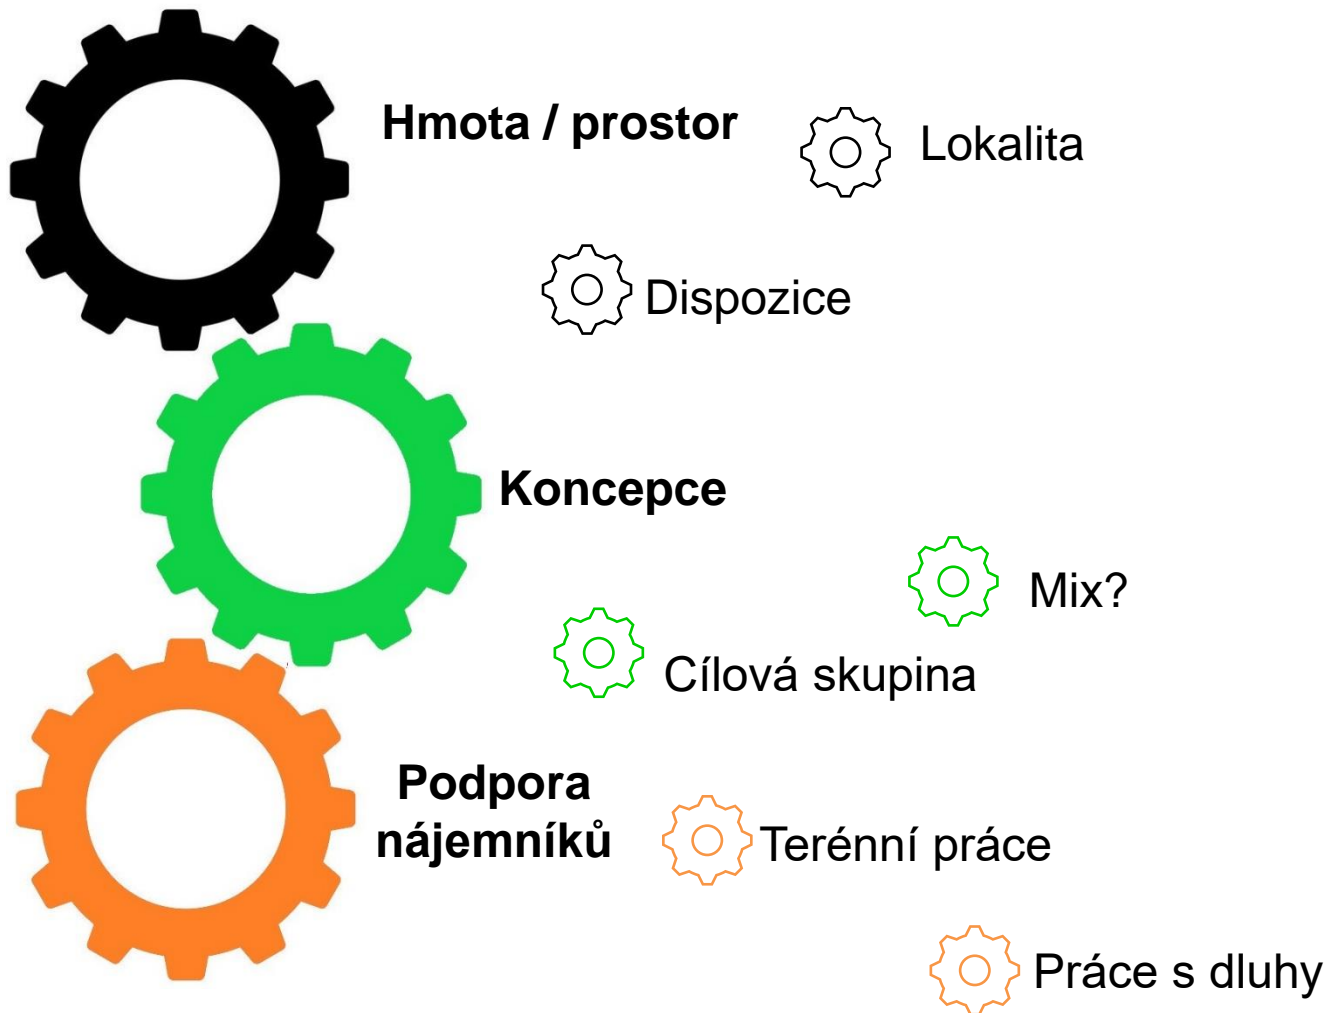 Hmota / prostor
Lokalita
Dispozice
Koncepce
Mix?
Cílová skupina
Podpora
nájemníků
Terénní práce
Práce s dluhy